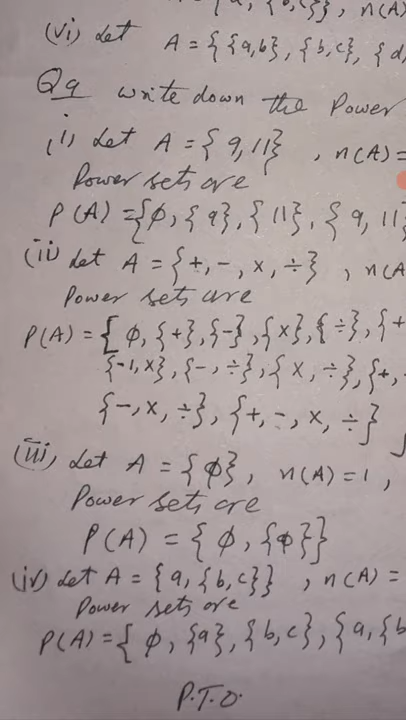 {a, {b,c}}, n(A)
(vi) Let A = { {a,b}, {b,c}, {d,
Q9 write down the Power
(i) Let A = { 9, 11 } , n(A) =
Power sets are
P(A) = { ϕ, {9}, {11}, {9, 11}
(ii) Let A = {+, -, ×, ÷} , n(A
Power sets are
P(A) = { ϕ, {+}, {-}, {×}, {÷}, {+
{-1, ×}, {-, ÷}, {×, ÷}, {+,
{-, ×, ÷}, {+, -, ×, ÷}
(iii) Let A = {ϕ}, n(A) = 1 ,
Power sets are
P(A) = { ϕ, {ϕ}}
(iv) Let A = {a, {b, c}} , n(A) =
Power sets are
P(A) = { ϕ, {a}, {b, c}, {a, {b
P.T.O.